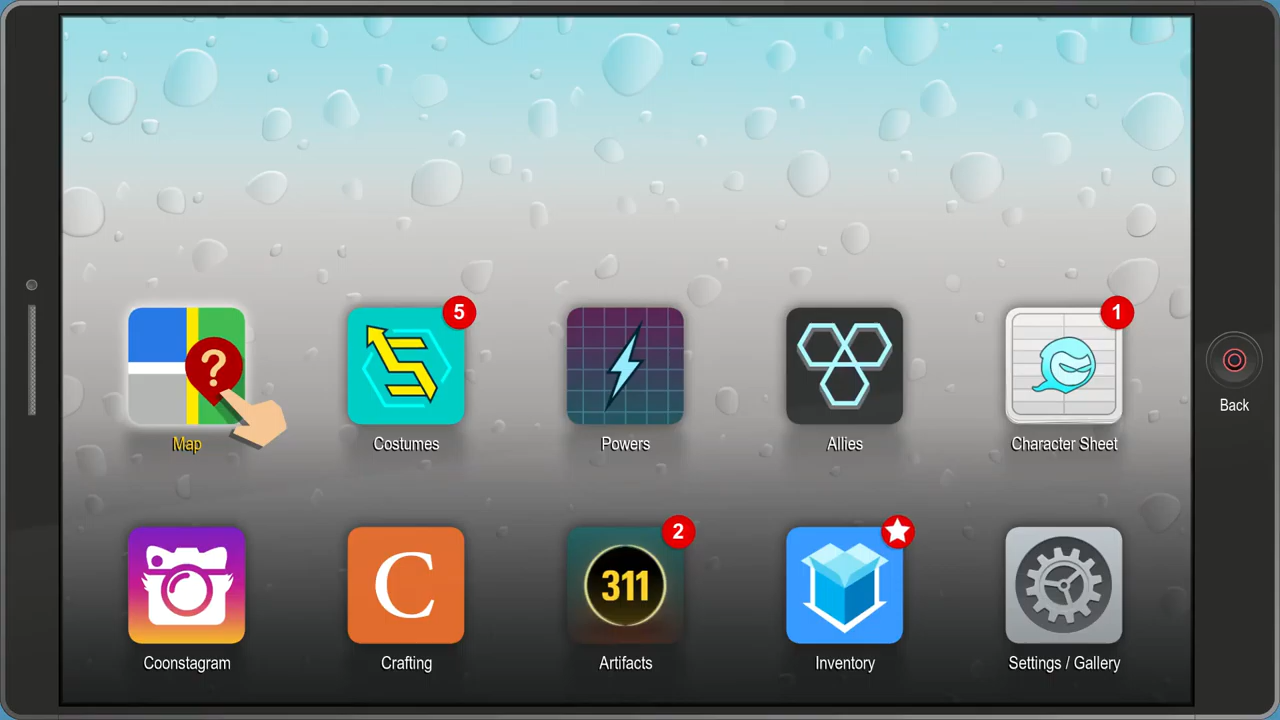 5
1
?
Map
Costumes
Powers
Allies
Character Sheet
Back
2
C
311
Coonstagram
Crafting
Artifacts
Inventory
Settings / Gallery